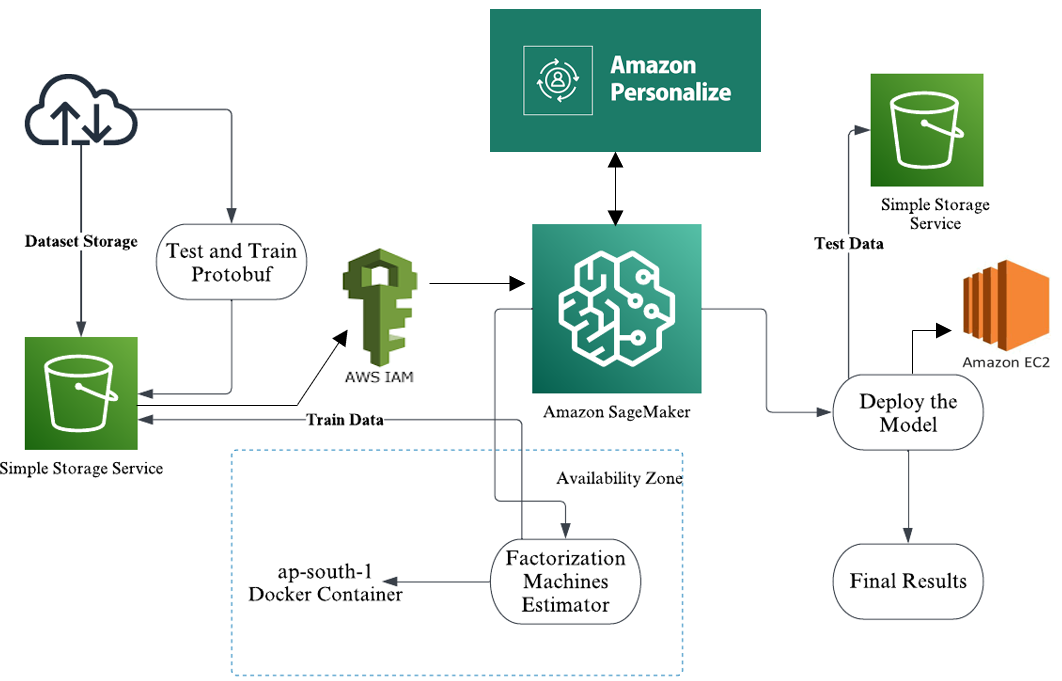 Amazon
Personalize
Simple Storage
Service
Dataset Storage
Test and Train
Protobuf
Test Data
AWS IAM
Amazon EC2
Amazon SageMaker
Deploy the
Model
Train Data
Simple Storage Service
Availability Zone
Factorization
Machines
Estimator
ap-south-1
Docker Container
Final Results